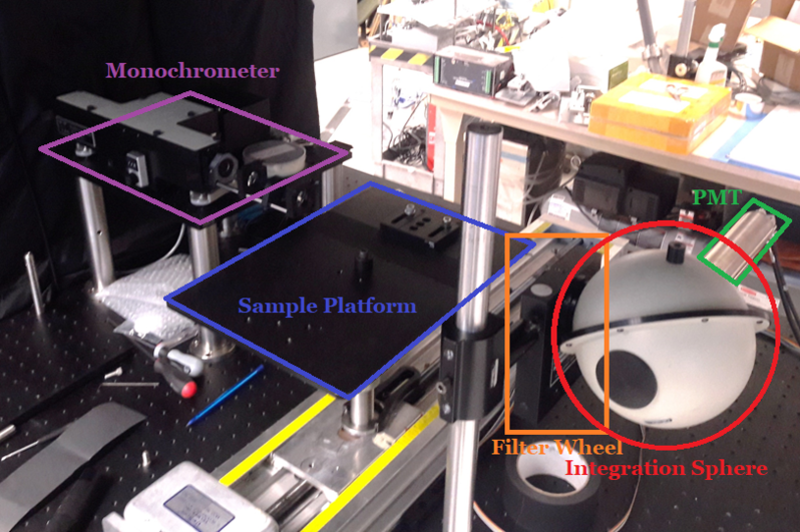 Monochrometer
PMT
Sample Platform
Filter Wheel
Integration Sphere